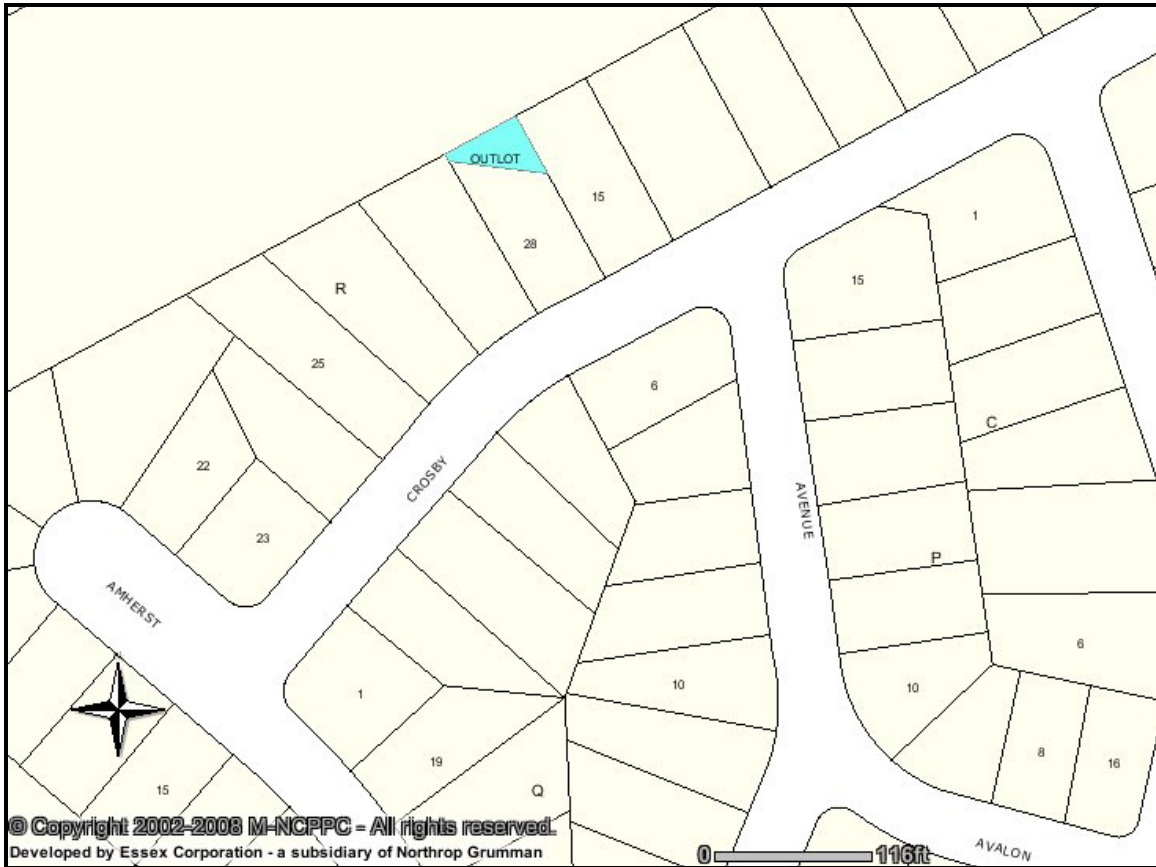 OUTLOT
15
28
1
R
15
25
6
C
22
CROSBY
AVENUE
23
P
AMHERST
6
1
10
10
19
8
16
15
Q
© Copyright 2002-2008 M-NCPPC - All rights reserved.
Developed by Essex Corporation - a subsidiary of Northrop Grumman
0 116ft
AVALON